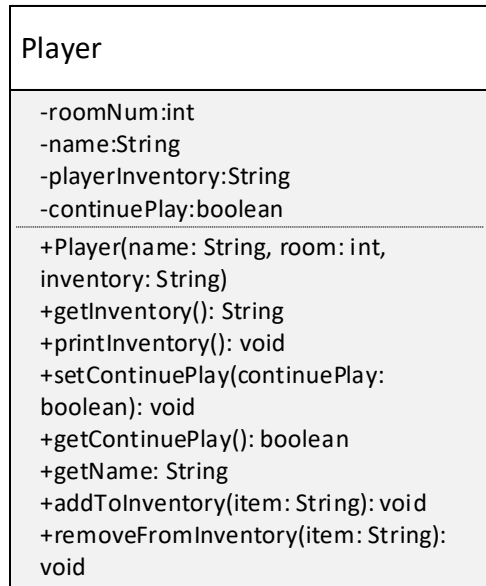 Player
-roomNum:int
-name:String
-playerInventory:String
-continuePlay:boolean
+Player(name: String, room: int,
inventory: String)
+getInventory(): String
+printInventory(): void
+setContinuePlay(continuePlay:
boolean): void
+getContinuePlay(): boolean
+getName: String
+addToInventory(item: String): void
+removeFromInventory(item: String):
void